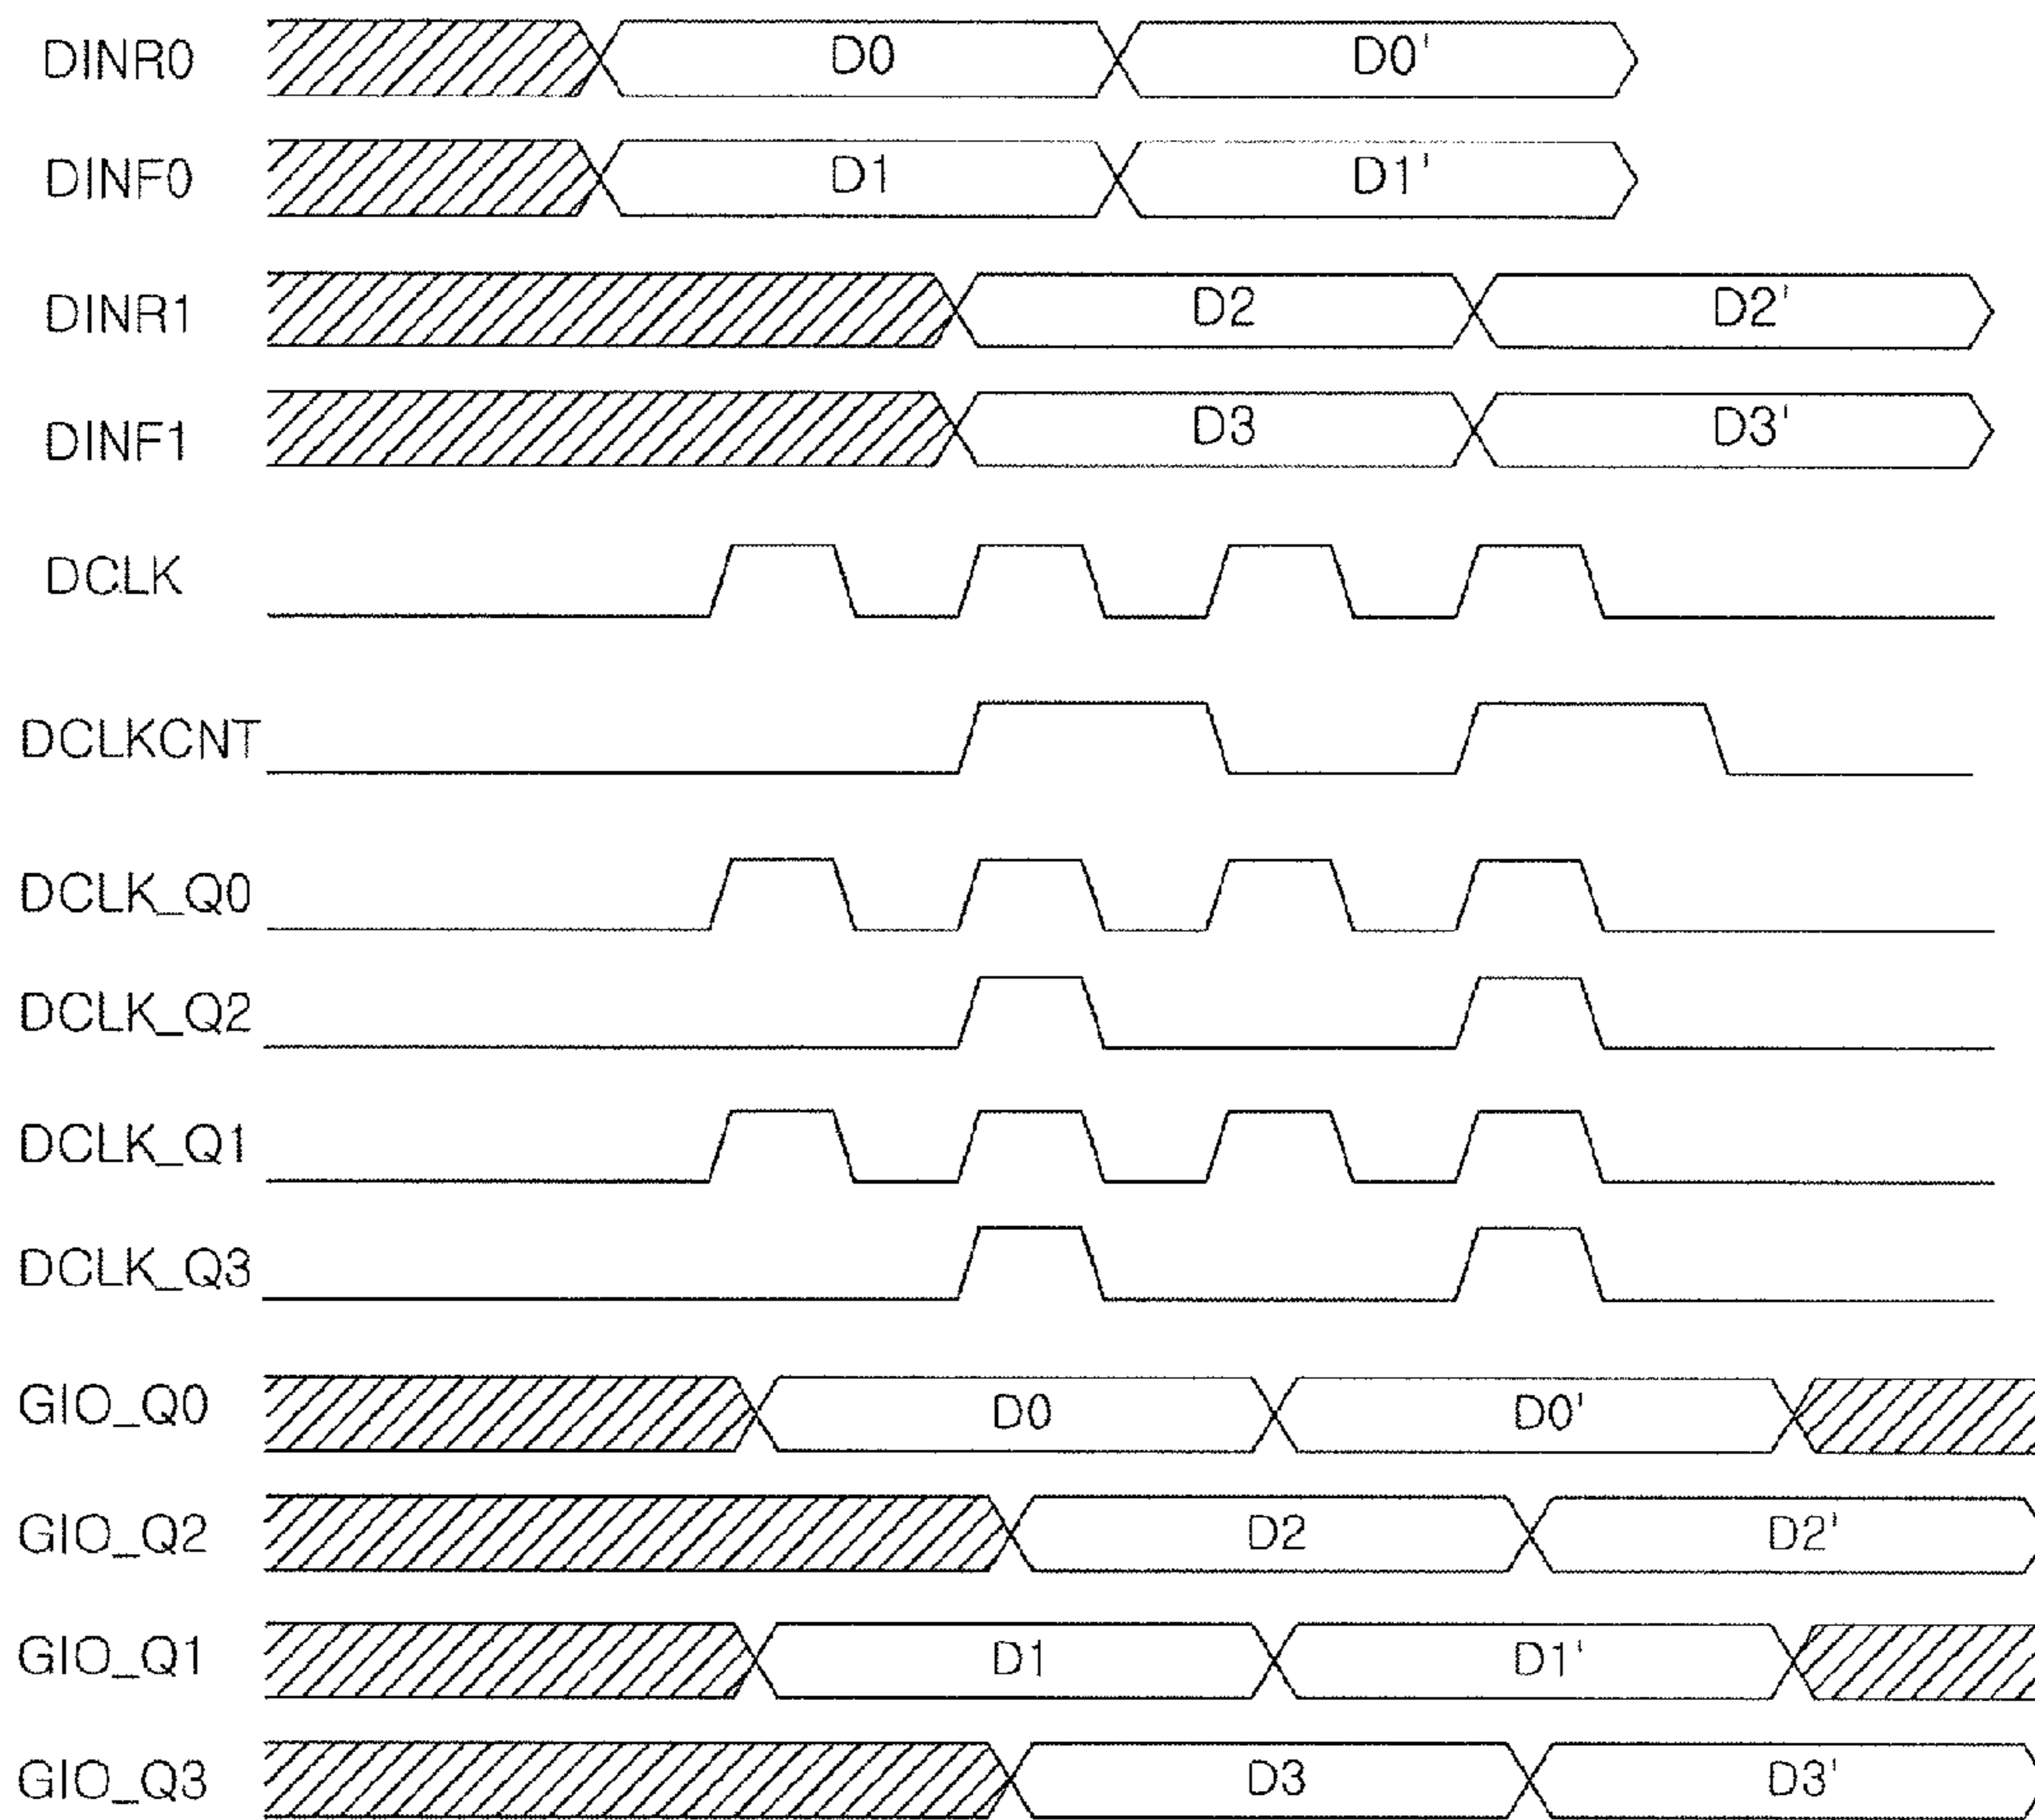 DINR0 D0 D0'
DINF0 D1 D1'
DINR1 D2 D2'
DINF1 D3 D3'
DCLK
DCLKCNT
DCLK_Q0
DCLK_Q2
DCLK_Q1
DCLK_Q3
GIO_Q0 D0 D0'
GIO_Q2 D2 D2'
GIO_Q1 D1 D1'
GIO_Q3 D3 D3'